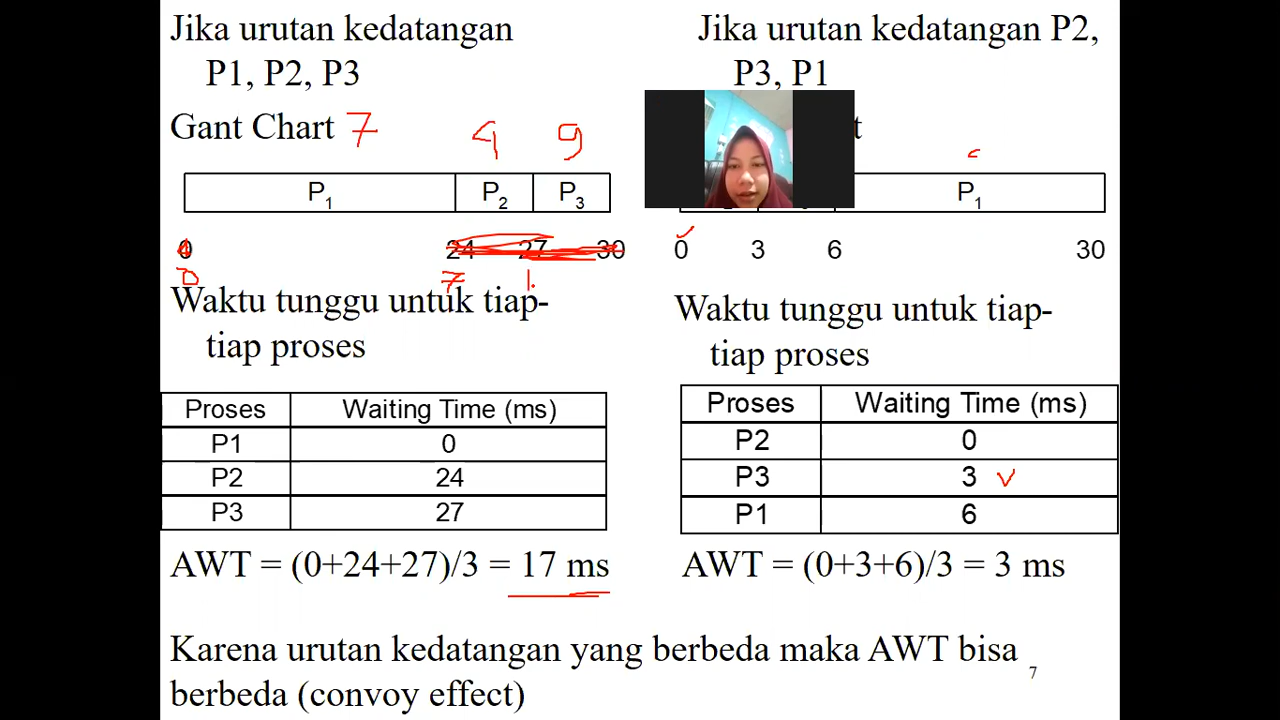 Jika urutan kedatangan
P1, P2, P3
Gant Chart 7 4 9
P1 P2 P3
0 24 27 30
0 7 1
Waktu tunggu untuk tiap-
tiap proses
Proses Waiting Time (ms)
P1 0
P2 24
P3 27
AWT = (0+24+27)/3 = 17 ms
Jika urutan kedatangan P2,
P3, P1
P1
0 3 6 30
Waktu tunggu untuk tiap-
tiap proses
Proses Waiting Time (ms)
P2 0
P3 3
P1 6
AWT = (0+3+6)/3 = 3 ms
Karena urutan kedatangan yang berbeda maka AWT bisa
berbeda (convoy effect)
7